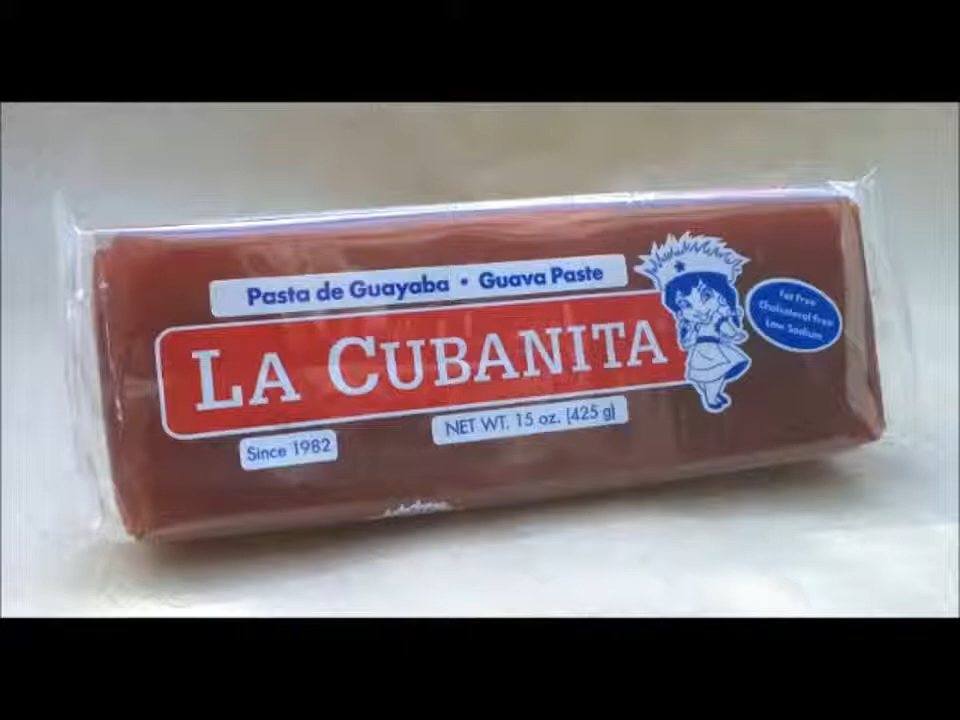 Pasta de Guayaba • Guava Paste
LA CUBANITA
Fat Free
Cholesterol Free
Low Sodium
Since 1982
NET WT. 15 oz. (425 g)